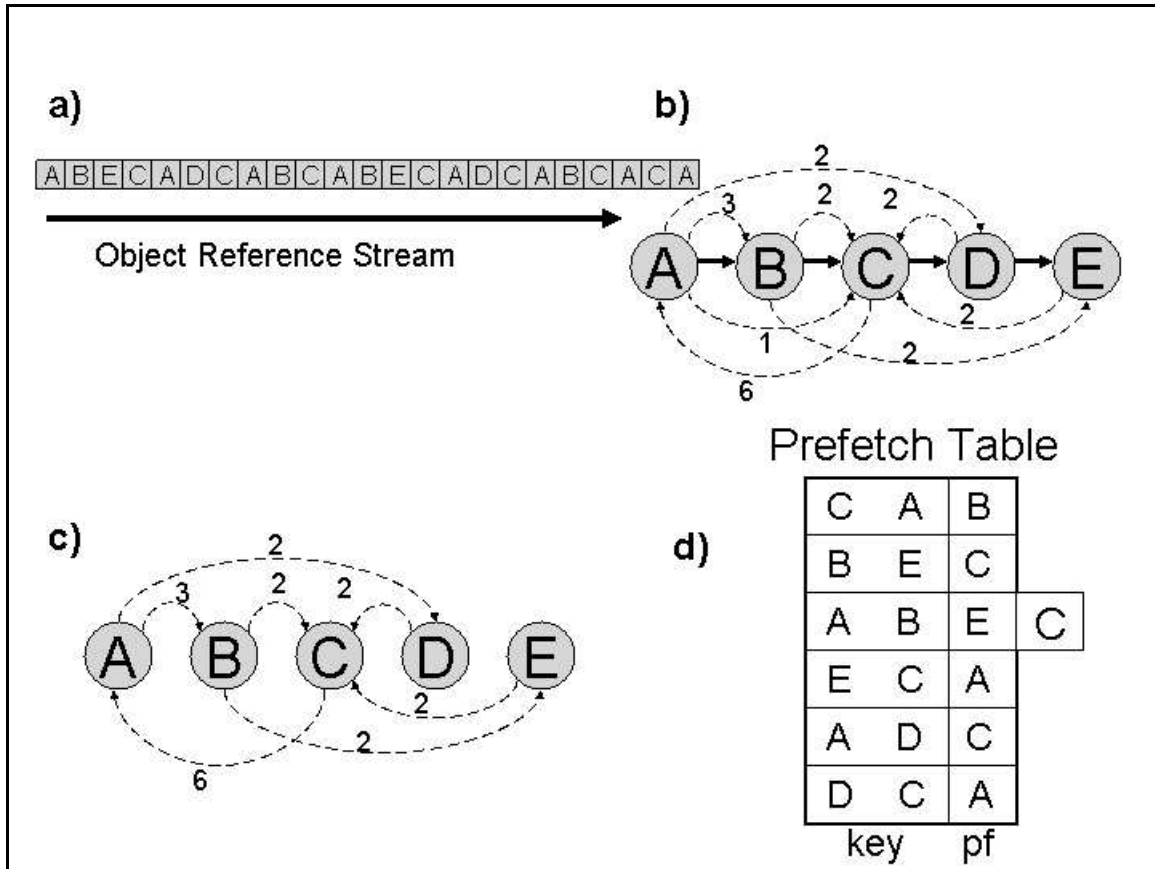 a)
A B E C A D C A B C A B E C A D C A B C A C A
Object Reference Stream
b)
2
3 2 2
A B C D E
2
1
2
6
Prefetch Table
C A B
B E C
A B E C
E C A
A D C
D C A
key pf
c)
2
3 2 2
A B C D E
2
2
6
d)